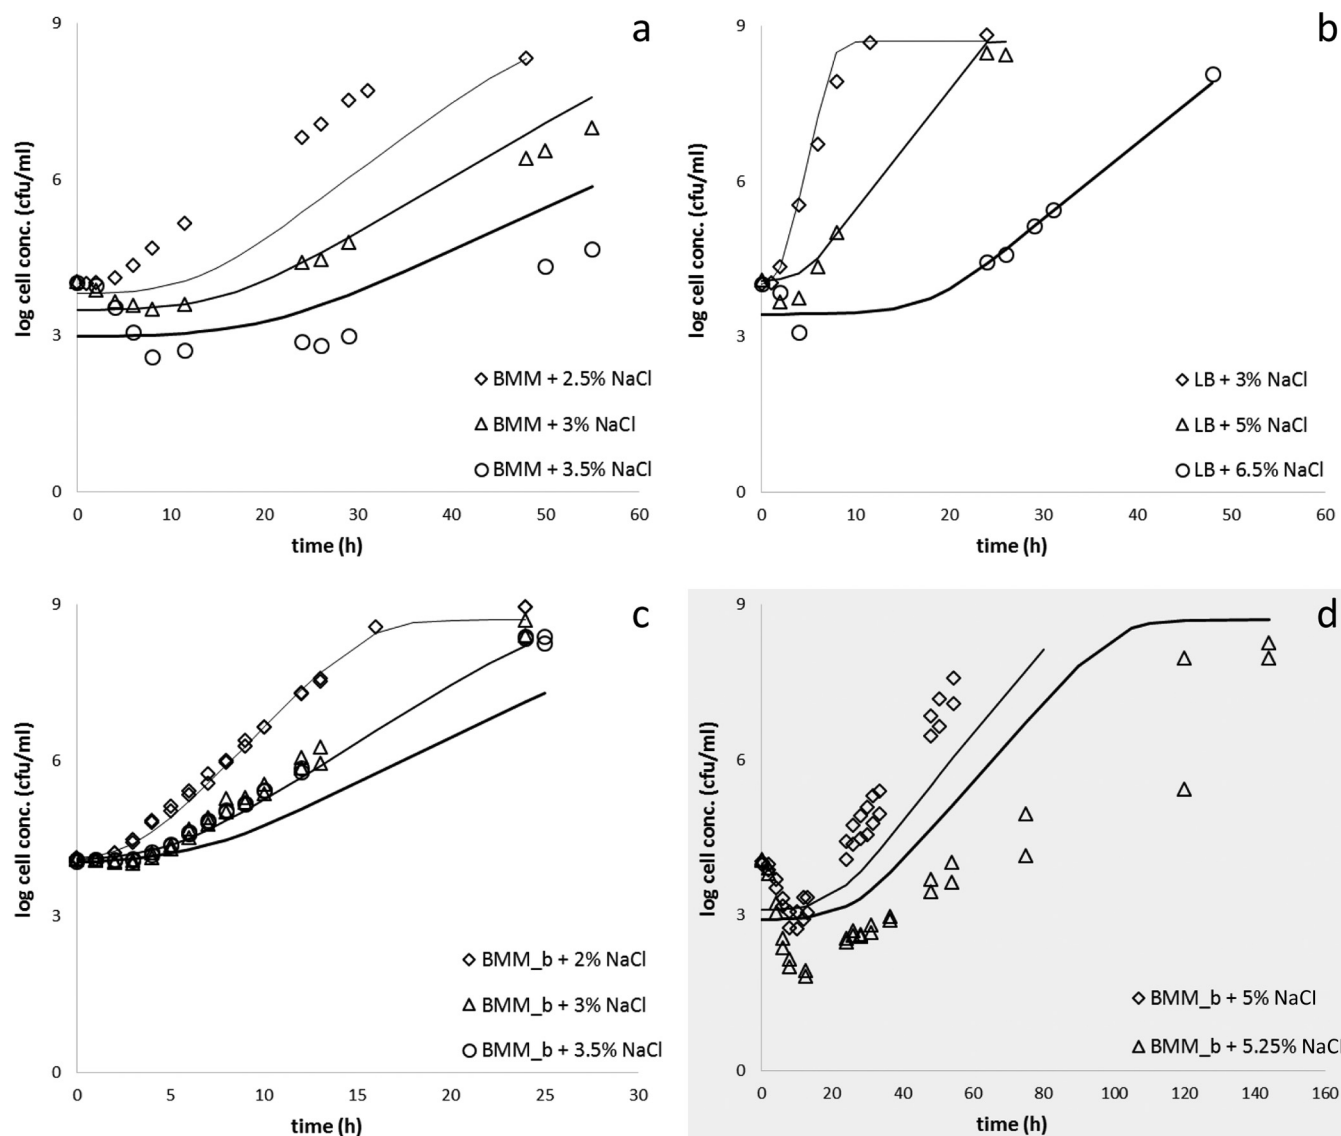 a
9
6
3
0
log cell conc. (cfu/ml)
BMM + 2.5% NaCl
BMM + 3% NaCl
BMM + 3.5% NaCl
0 10 20 30 40 50 60
time (h)
b
9
6
3
0
log cell conc. (cfu/ml)
LB + 3% NaCl
LB + 5% NaCl
LB + 6.5% NaCl
0 10 20 30 40 50 60
time (h)
c
9
6
3
0
log cell conc. (cfu/ml)
BMM_b + 2% NaCl
BMM_b + 3% NaCl
BMM_b + 3.5% NaCl
0 5 10 15 20 25 30
time (h)
d
9
6
3
0
log cell conc. (cfu/ml)
BMM_b + 5% NaCl
BMM_b + 5.25% NaCl
0 20 40 60 80 100 120 140 160
time (h)